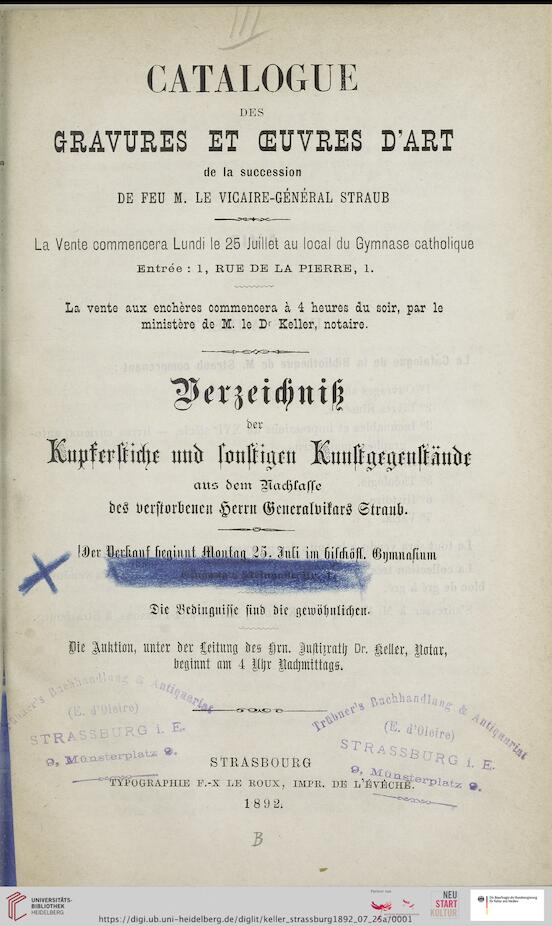 III
CATALOGUE
DES
GRAVURES ET ŒUVRES D'ART
de la succession
DE FEU M. LE VICAIRE-GÉNÉRAL STRAUB
La Vente commencera Lundi le 25 Juillet au local du Gymnase catholique
Entrée : 1, RUE DE LA PIERRE, 1.
La vente aux enchères commencera à 4 heures du soir, par le
ministère de M. le Dr Keller, notaire.
Verzeichniß
der
Kupferstiche und sonstigen Kunstgegenstände
aus dem Nachlasse
des verstorbenen Herrn Generalvikars Straub.
Der Verkauf beginnt Montag 25. Juli im bischöfl. Gymnasium
Die Bedingnisse sind die gewöhnlichen.
Die Auktion, unter der Leitung des Hrn. Justizrath Dr. Keller, Notar,
beginnt um 4 Uhr Nachmittags.
Trübner's Buchhandlung & Antiquariat
(E. d'Oleire)
STRASSBURG i. E.
9, Münsterplatz 9.
Trübner's Buchhandlung & Antiquariat
(E. d'Oleire)
STRASSBURG i. E.
9, Münsterplatz 9.
STRASBOURG
TYPOGRAPHIE F.-X LE ROUX, IMPR. DE L'ÉVÊCHÉ.
1892.
B
UNIVERSITÄTS-
BIBLIOTHEK
HEIDELBERG
https://digi.ub.uni-heidelberg.de/diglit/keller_strassburg1892_07_25a/0001
NEU
START
KULTUR